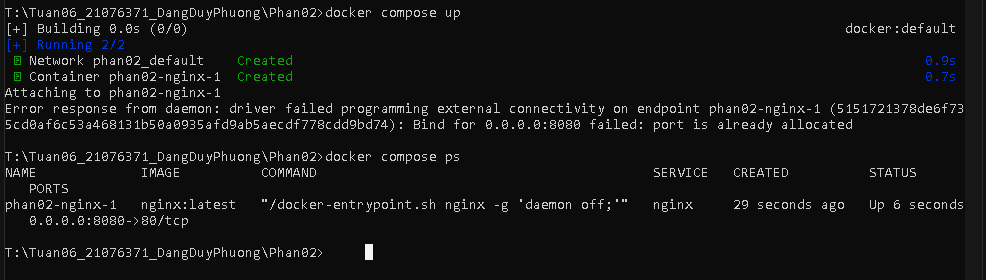 T:\Tuan06_21076371_DangDuyPhuong\Phan02>docker compose up
[+] Building 0.0s (0/0) docker:default
[+] Running 2/2
Network phan02_default Created 0.9s
Container phan02-nginx-1 Created 0.7s
Attaching to phan02-nginx-1
Error response from daemon: driver failed programming external connectivity on endpoint phan02-nginx-1 (5151721378de6f73
5cd0af6c53a468131b50a0935afd9ab5aecdf778cdd9bd74): Bind for 0.0.0.0:8080 failed: port is already allocated
T:\Tuan06_21076371_DangDuyPhuong\Phan02>docker compose ps
NAME IMAGE COMMAND SERVICE CREATED STATUS
PORTS
phan02-nginx-1 nginx:latest "/docker-entrypoint.sh nginx -g 'daemon off;'" nginx 29 seconds ago Up 6 seconds
0.0.0.0:8080->80/tcp
T:\Tuan06_21076371_DangDuyPhuong\Phan02>